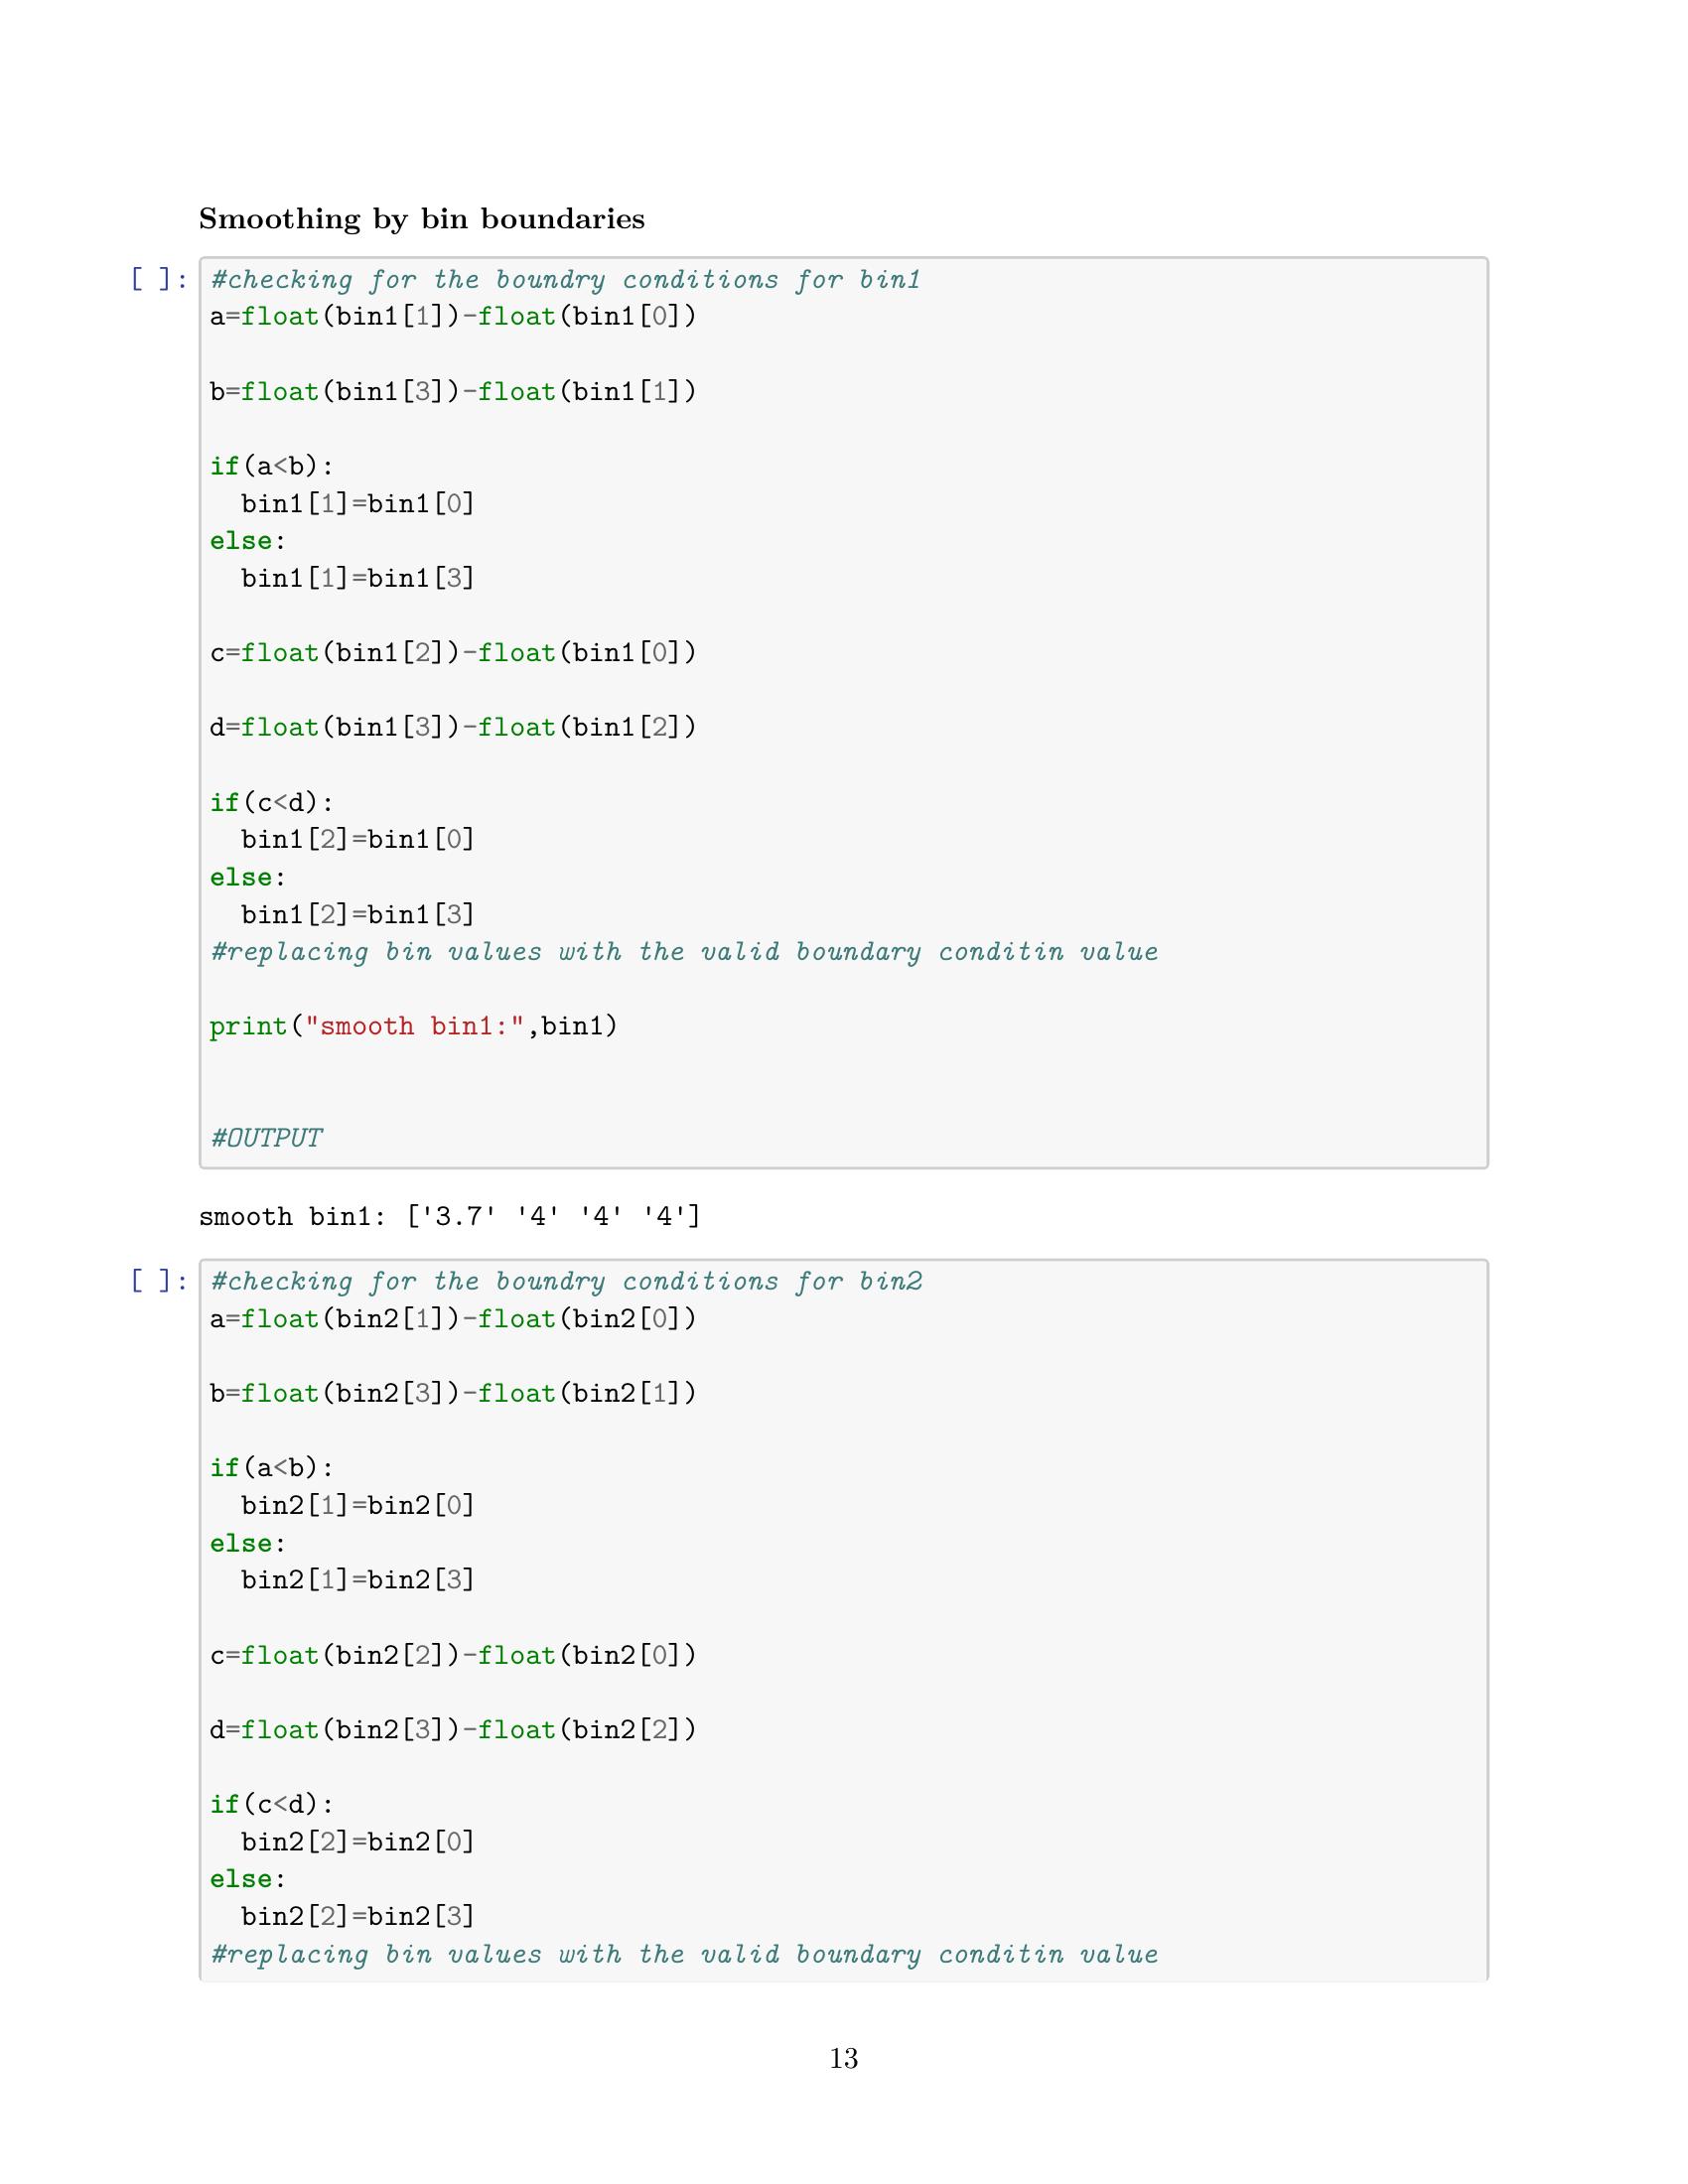 Smoothing by bin boundaries
[ ]: #checking for the boundry conditions for bin1
a=float(bin1[1])-float(bin1[0])
b=float(bin1[3])-float(bin1[1])
if(a<b):
  bin1[1]=bin1[0]
else:
  bin1[1]=bin1[3]
c=float(bin1[2])-float(bin1[0])
d=float(bin1[3])-float(bin1[2])
if(c<d):
  bin1[2]=bin1[0]
else:
  bin1[2]=bin1[3]
#replacing bin values with the valid boundary conditin value
print("smooth bin1:",bin1)
#OUTPUT
smooth bin1: ['3.7' '4' '4' '4']
[ ]: #checking for the boundry conditions for bin2
a=float(bin2[1])-float(bin2[0])
b=float(bin2[3])-float(bin2[1])
if(a<b):
  bin2[1]=bin2[0]
else:
  bin2[1]=bin2[3]
c=float(bin2[2])-float(bin2[0])
d=float(bin2[3])-float(bin2[2])
if(c<d):
  bin2[2]=bin2[0]
else:
  bin2[2]=bin2[3]
#replacing bin values with the valid boundary conditin value
13